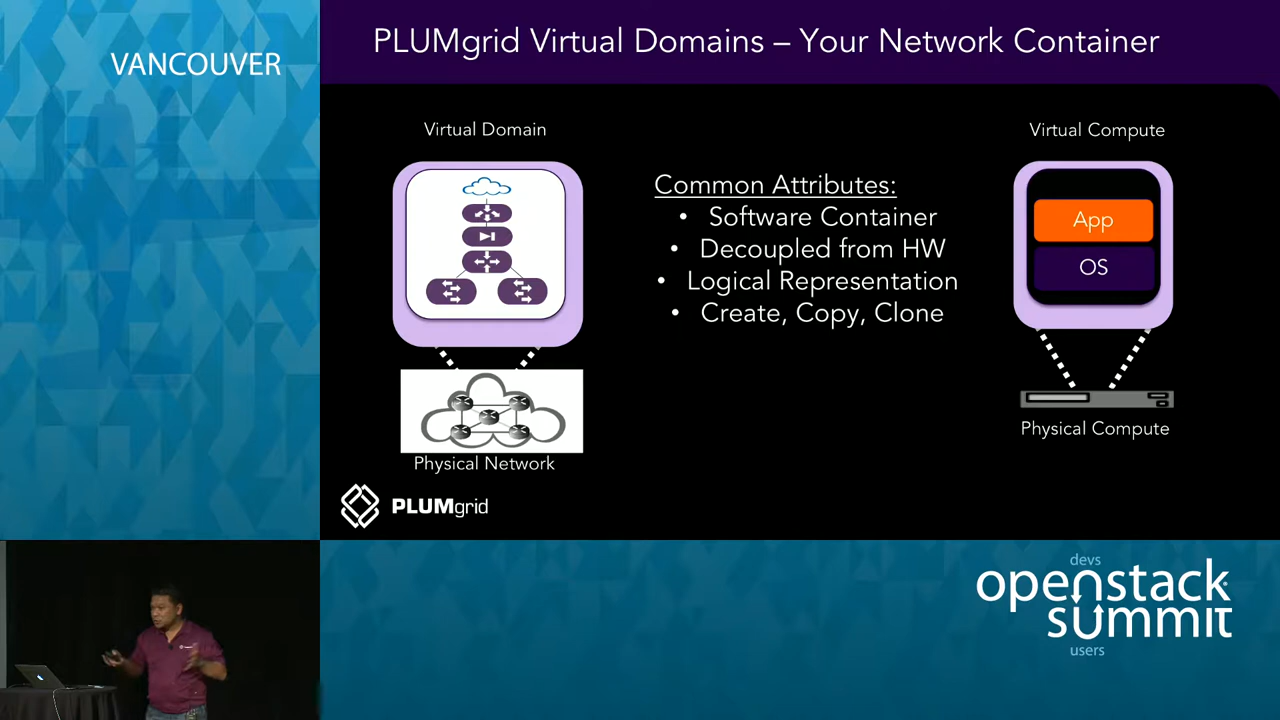 VANCOUVER
PLUMgrid Virtual Domains – Your Network Container
Virtual Domain
Physical Network
Common Attributes:
• Software Container
• Decoupled from HW
• Logical Representation
• Create, Copy, Clone
Virtual Compute
App
OS
Physical Compute
PLUMgrid
devs
openstack
summit
users